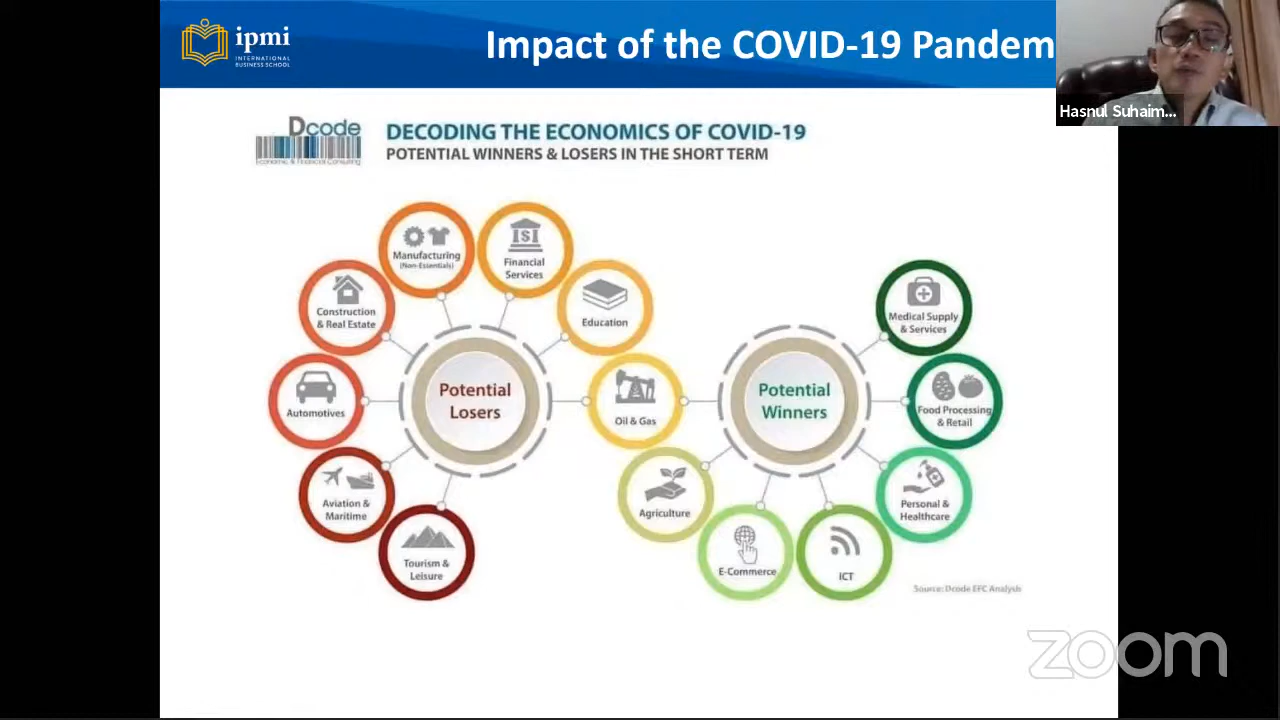 ipmi
INTERNATIONAL
BUSINESS SCHOOL
Impact of the COVID-19 Pandem
Hasnul Suhaim...
Dcode
Economic & Financial Consulting
DECODING THE ECONOMICS OF COVID-19
POTENTIAL WINNERS & LOSERS IN THE SHORT TERM
Manufacturing
(Non-Essentials)
Financial
Services
Construction
& Real Estate
Education
Automotives
Potential
Losers
Oil & Gas
Aviation &
Maritime
Tourism &
Leisure
Potential
Winners
Medical Supply
& Services
Food Processing
& Retail
Personal &
Healthcare
Agriculture
E-Commerce
ICT
Source: Dcode EFC Analysis
zoom